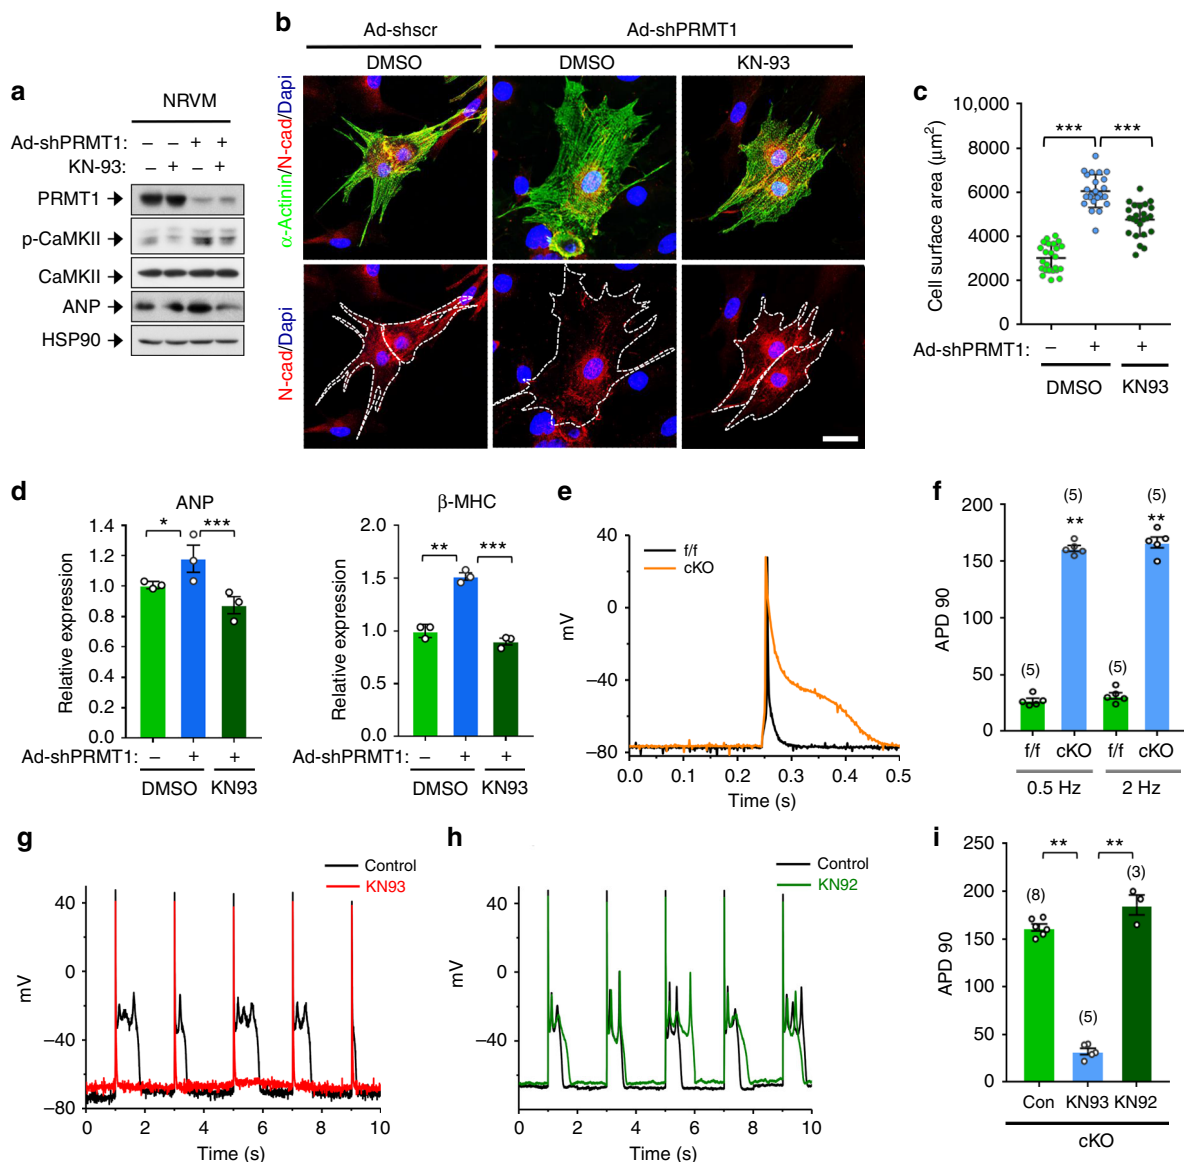 a
NRVM
Ad-shPRMT1: – – + +
KN-93: – + – +
PRMT1
p-CaMKII
CaMKII
ANP
HSP90
b
Ad-shscr
Ad-shPRMT1
DMSO
DMSO
KN-93
α-Actinin/N-cad/Dapi
N-cad/Dapi
c
Cell surface area (μm²)
10,000
8000
6000
4000
2000
0
***
***
Ad-shPRMT1: – + +
DMSO
KN93
d
ANP
Relative expression
1.4
1.2
1.0
0.8
0.6
0.4
0.2
0.0
*
***
Ad-shPRMT1: – + +
DMSO
KN93
β-MHC
Relative expression
2.0
1.5
1.0
0.5
0.0
**
***
Ad-shPRMT1: – + +
DMSO
KN93
e
mV
40
0
–40
–80
f/f
cKO
0.0 0.1 0.2 0.3 0.4 0.5
Time (s)
f
APD 90
200
150
100
50
0
(5)
(5)
**
(5)
(5)
**
f/f cKO f/f cKO
0.5 Hz
2 Hz
g
mV
40
0
–40
–80
Control
KN93
0 2 4 6 8 10
Time (s)
h
mV
40
0
–40
Control
KN92
0 2 4 6 8 10
Time (s)
i
APD 90
250
200
150
100
50
0
**
**
(8)
(5)
(3)
Con KN93 KN92
cKO